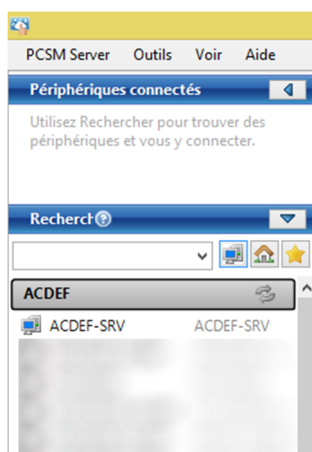 PCSM Server Outils Voir Aide
Périphériques connectés
Utilisez Rechercher pour trouver des
périphériques et vous y connecter.
Recherch
ACDEF
ACDEF-SRV ACDEF-SRV